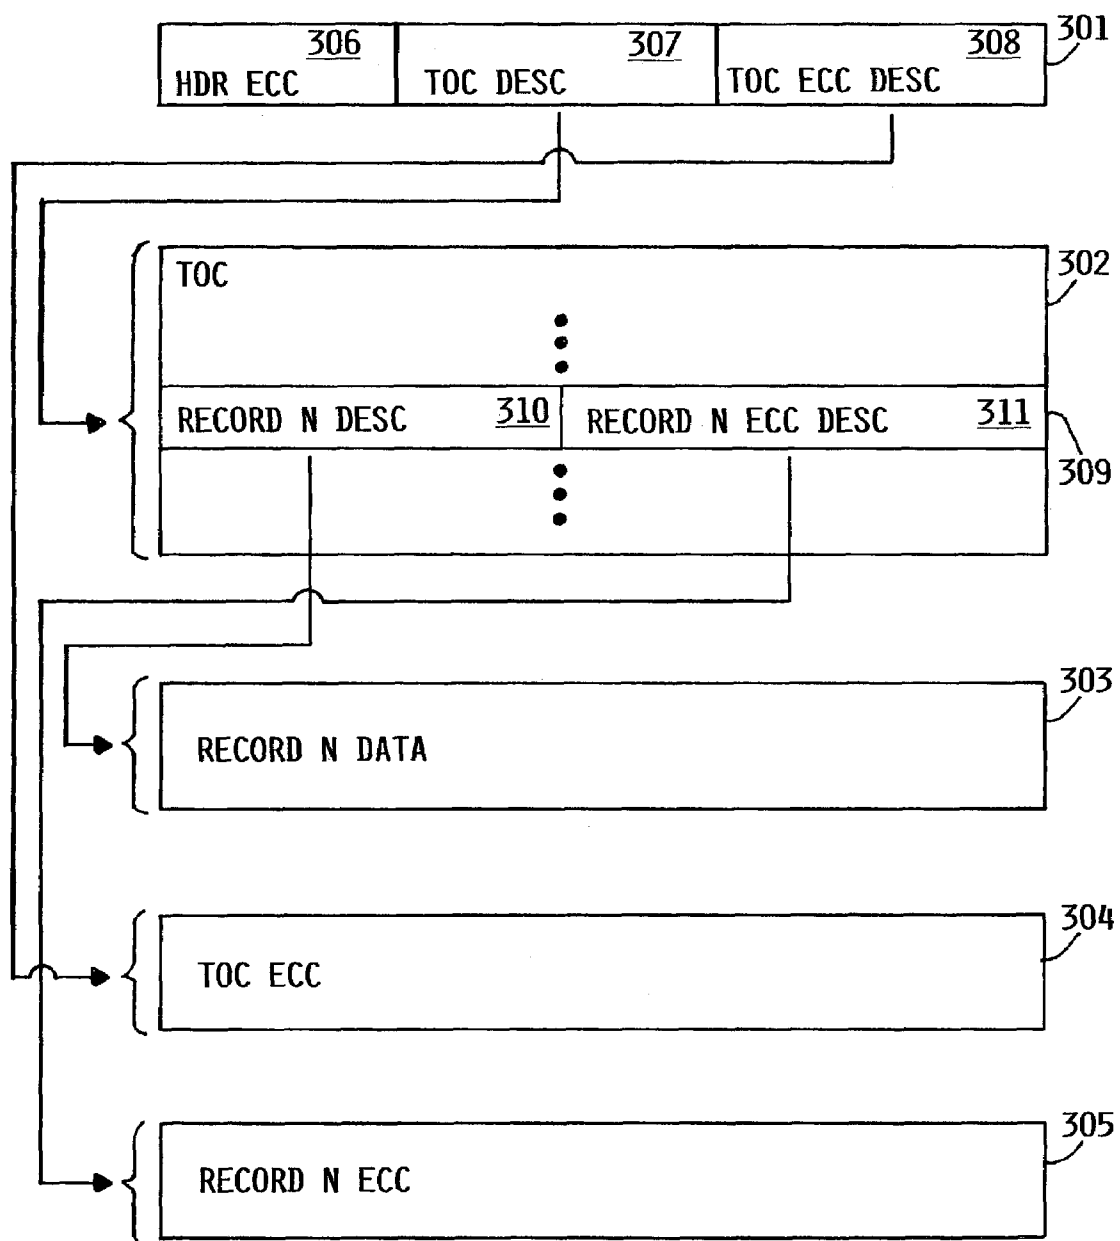 306 307 308 301
HDR ECC TOC DESC TOC ECC DESC
302
TOC
RECORD N DESC 310 RECORD N ECC DESC 311
309
303
RECORD N DATA
304
TOC ECC
305
RECORD N ECC